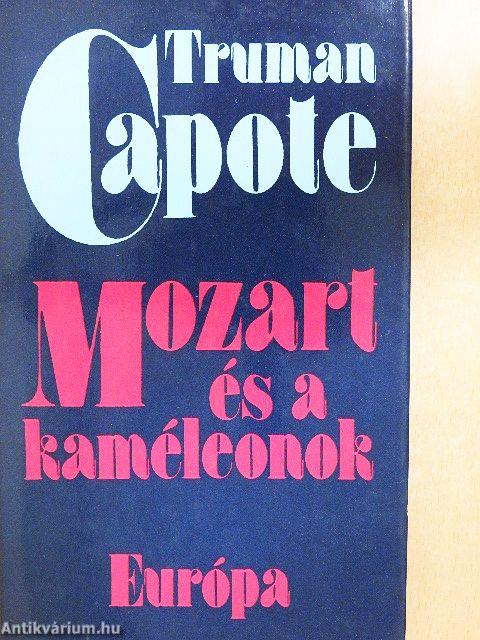 Truman
Capote
Mozart
és a
kaméleonok
Európa
Antikvárium.hu